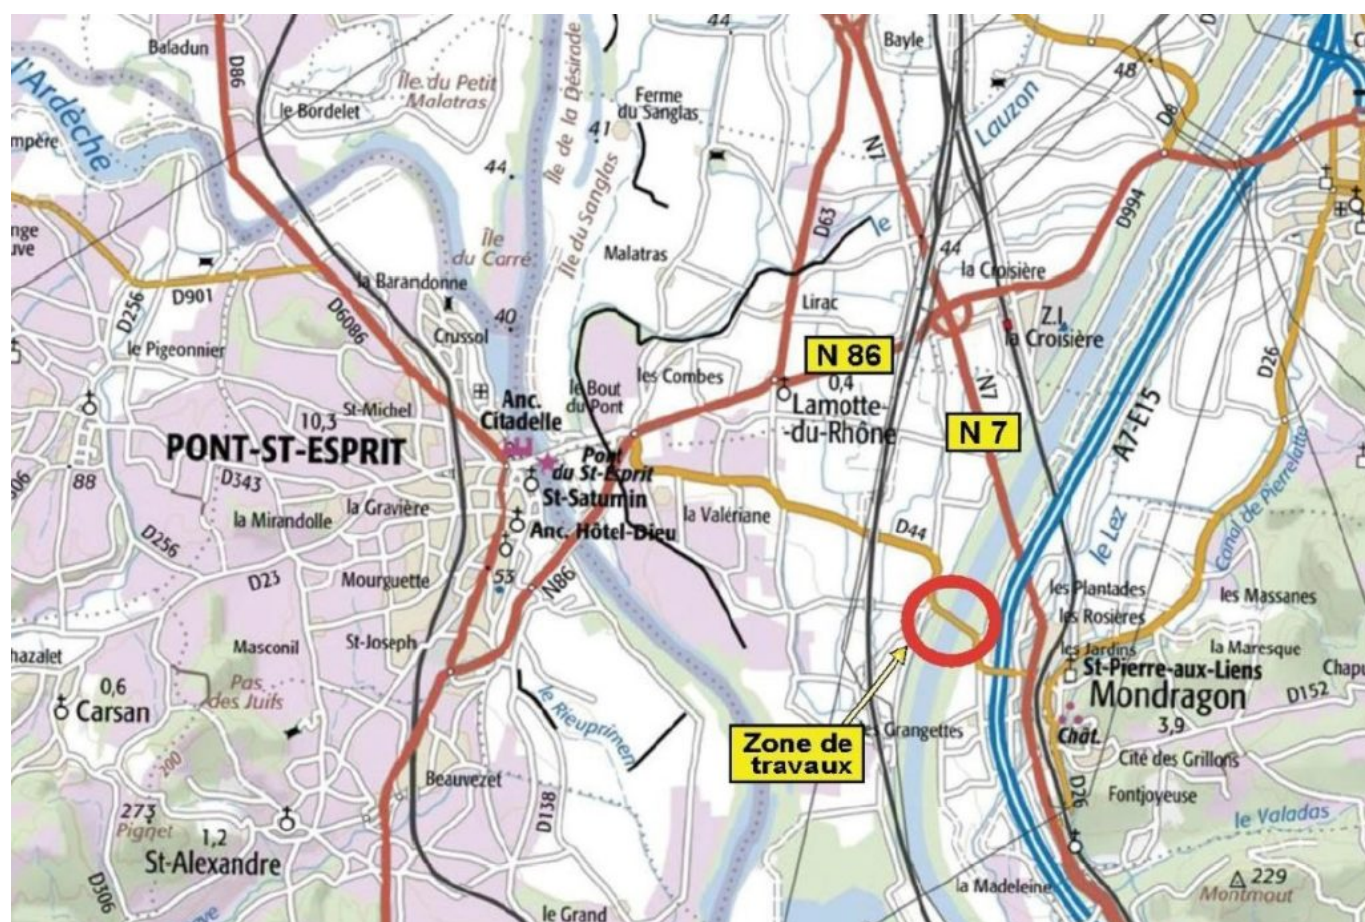 44
Baladun
Bayle
D86
l'Ardèche
Île du Petit
Malatras
Île de la Désirade
48
le Bordelet
Ferme
du Sanglas
Lauzon
D8
41
N7
mpère
44
Île du Sanglas
D63
D994
le
Île
du Carré
Malatras
44
la Croisière
D901
la Barandonne
D256
D6086
40
Lirac
Z.I.
la Croisière
Crussol
le Pigeonnier
N 86
D26
les Combes
0,4
le Bout
du Pont
N7
A7-E15
Anc.
Citadelle
St-Michel
10,3
Lamotte-
-du-Rhône
N 7
PONT-ST-ESPRIT
Pont
du St-Esprit
88
D343
St-Saturnin
la Gravière
la Valériane
la Mirandolle
Anc. Hôtel-Dieu
D44
le Lez
Canal de Pierrelatte
D256
D23
Mourguette
53
N86
les Plantades
les Massanes
les Rosières
Masconil
St-Joseph
les Jardins
la Maresque
hazalet
St-Pierre-aux-Liens
Chap
0,6
Carsan
Pas
des Juifs
Mondragon
D152
3,9
le Rieuprimen
Grangettes
Chât.
Zone de
travaux
Cité des Grillons
200
Beauvezet
D26
Fontjoyeuse
D138
273
Pignet
1,2
St-Alexandre
le Valadas
D306
la Madeleine
229
Montmout
le Grand